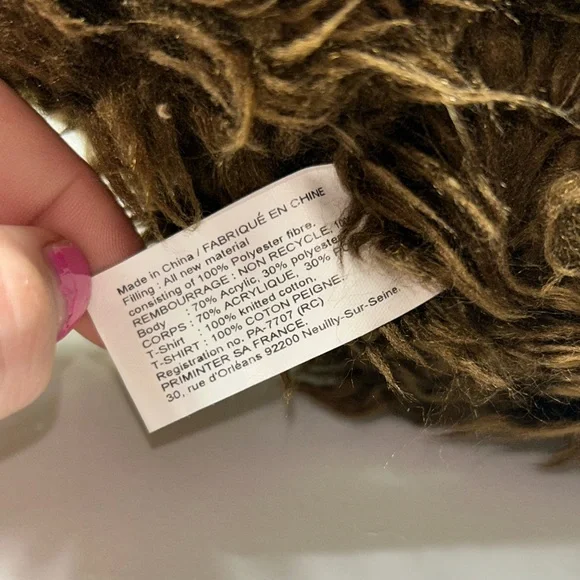 Made in China / FABRIQUÉ EN CHINE
Filling : All new material
consisting of 100% Polyester fibre,
REMBOURRAGE : NON RECYCLE,
Body : 70% Acrylic, 30% polyester
CORPS : 70% ACRYLIQUE, 30%
T-Shirt : 100% knitted cotton.
T-SHIRT : 100% COTON PEIGNE.
Registration no. PA-7707 (RC)
PRIMINTER SA FRANCE.
30, rue d'Orléans 92200 Neuilly-Sur-Seine.